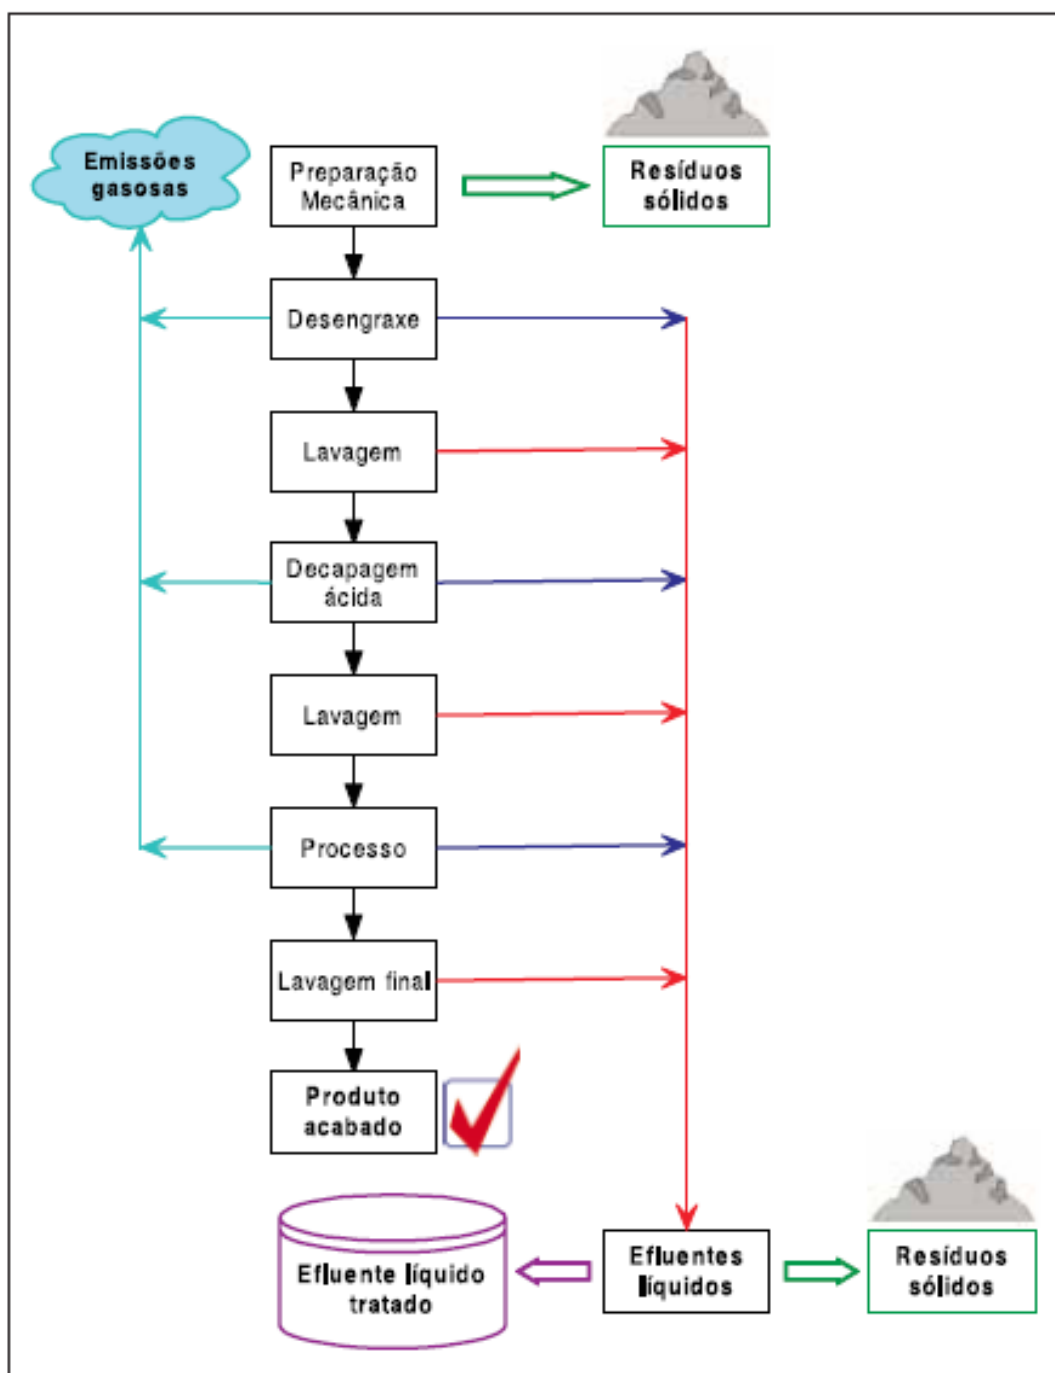 Emissões
gasosas
Preparação
Mecânica
Resíduos
sólidos
Desengraxe
Lavagem
Decapagem
ácida
Lavagem
Processo
Lavagem final
Produto
acabado
Efluente líquido
tratado
Efluentes
líquidos
Resíduos
sólidos